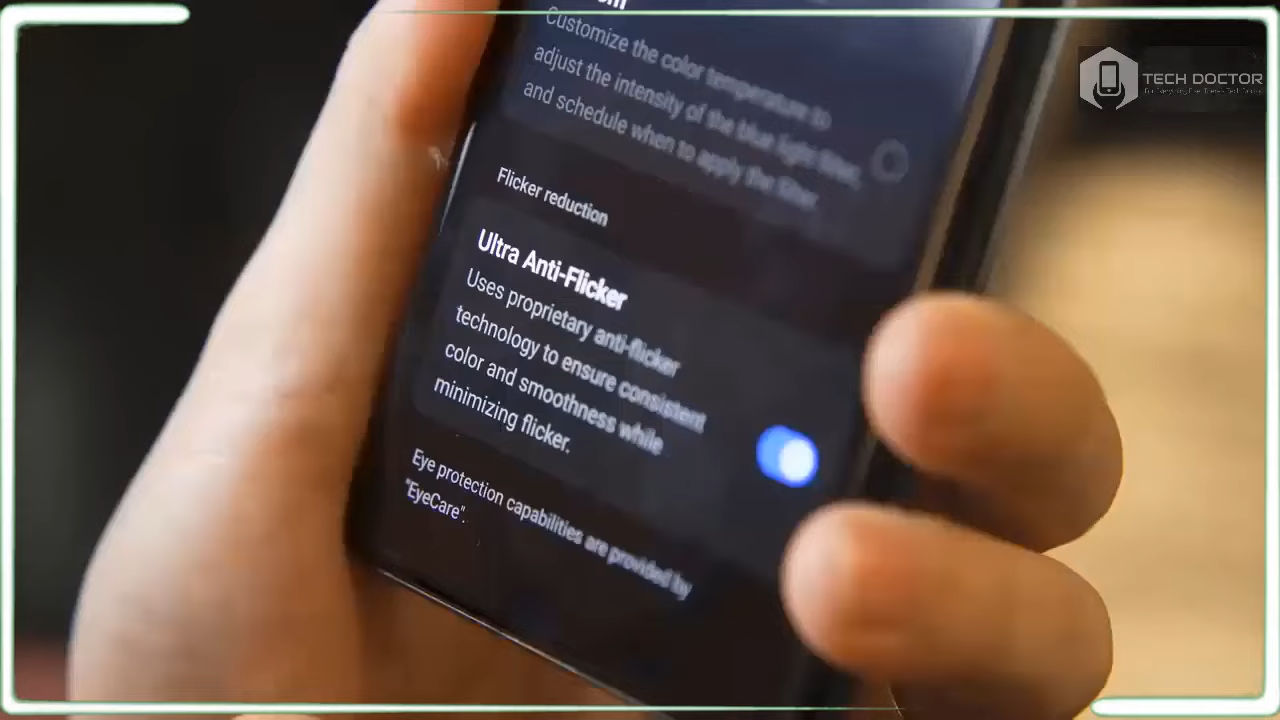 Customize the color temperature to
adjust the intensity of the blue light filter,
and schedule when to apply the filter.
Flicker reduction
Ultra Anti-Flicker
Uses proprietary anti-flicker
technology to ensure consistent
color and smoothness while
minimizing flicker.
Eye protection capabilities are provided by
"EyeCare".
TECH DOCTOR